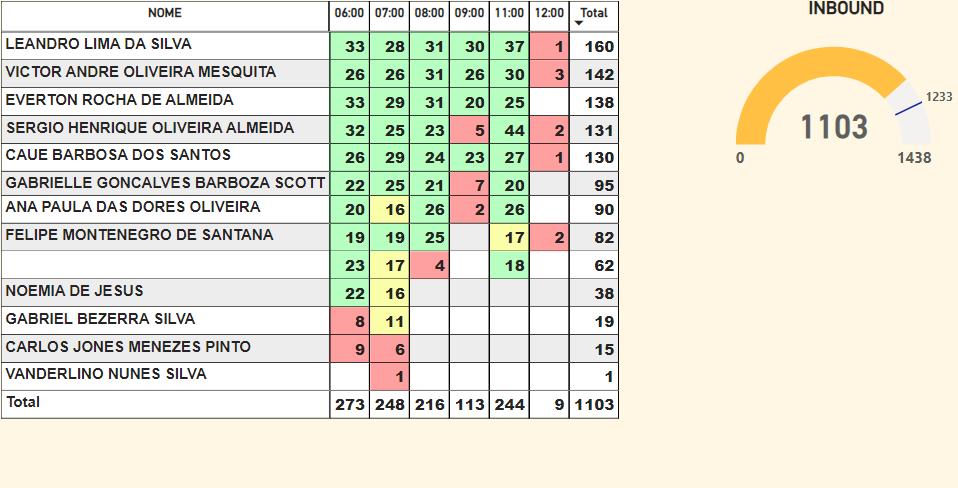 NOME 06:00 07:00 08:00 09:00 11:00 12:00 Total
LEANDRO LIMA DA SILVA 33 28 31 30 37 1 160
VICTOR ANDRE OLIVEIRA MESQUITA 26 26 31 26 30 3 142
EVERTON ROCHA DE ALMEIDA 33 29 31 20 25 138
SERGIO HENRIQUE OLIVEIRA ALMEIDA 32 25 23 5 44 2 131
CAUE BARBOSA DOS SANTOS 26 29 24 23 27 1 130
GABRIELLE GONCALVES BARBOZA SCOTT 22 25 21 7 20 95
ANA PAULA DAS DORES OLIVEIRA 20 16 26 2 26 90
FELIPE MONTENEGRO DE SANTANA 19 19 25 17 2 82
23 17 4 18 62
NOEMIA DE JESUS 22 16 38
GABRIEL BEZERRA SILVA 8 11 19
CARLOS JONES MENEZES PINTO 9 6 15
VANDERLINO NUNES SILVA 1 1
Total 273 248 216 113 244 9 1103
INBOUND
1233
1103
0 1438